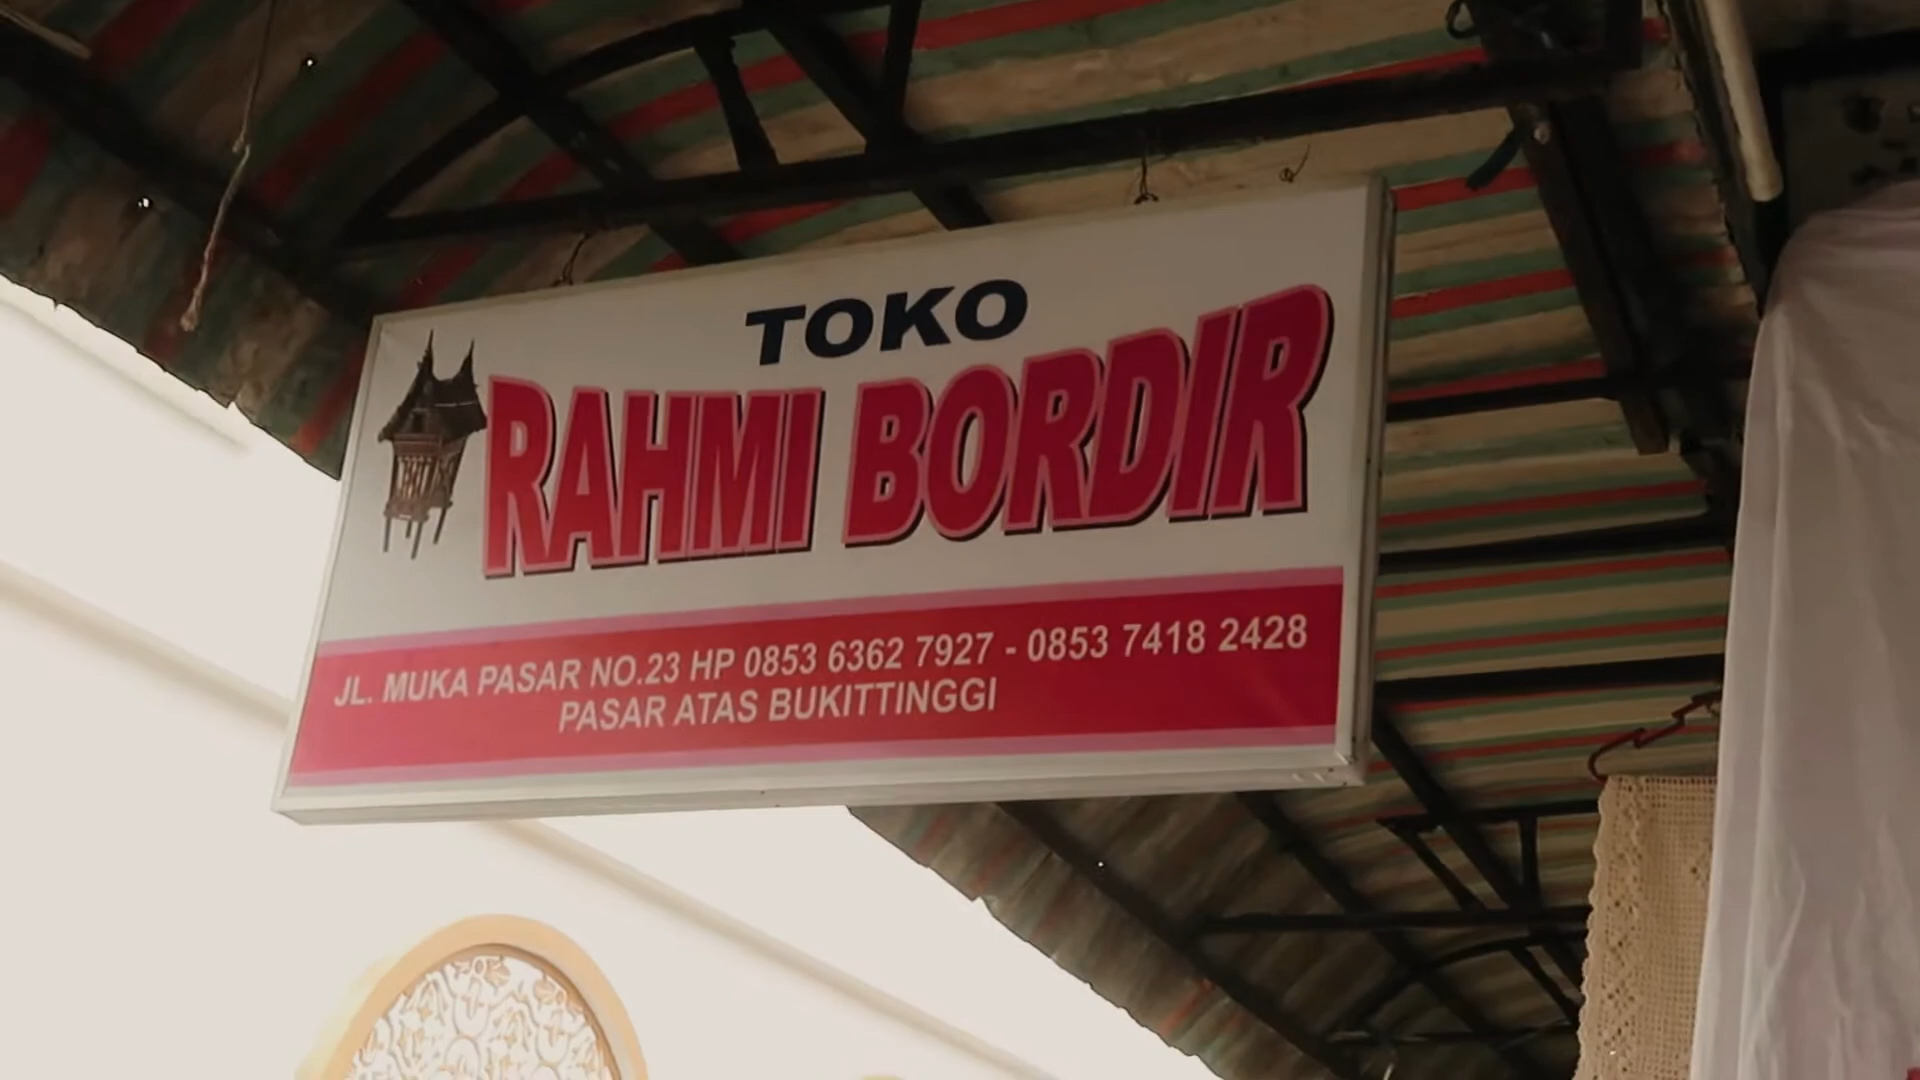 TOKO
RAHMI BORDIR
JL. MUKA PASAR NO.23 HP 0853 6362 7927 - 0853 7418 2428
PASAR ATAS BUKITTINGGI